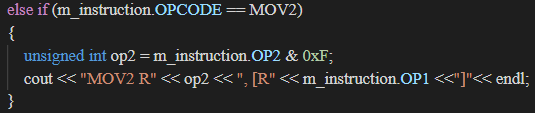 else if (m_instruction.OPCODE == MOV2)
{
unsigned int op2 = m_instruction.OP2 & 0xF;
cout << "MOV2 R" << op2 << ", [R" << m_instruction.OP1 <<"]"<< endl;
}